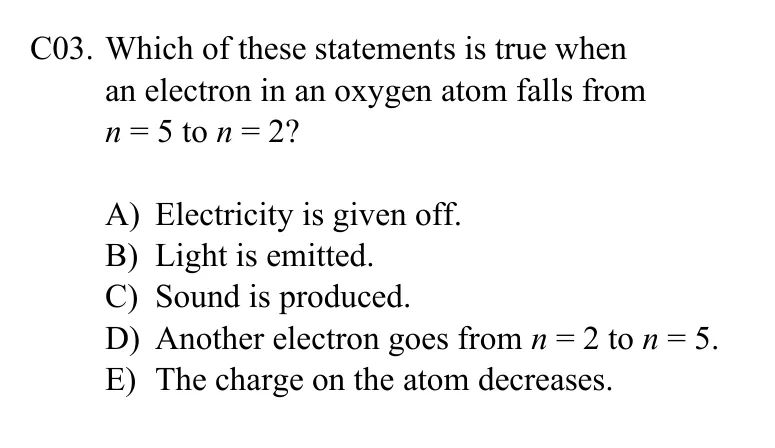 C03. Which of these statements is true when
an electron in an oxygen atom falls from
n = 5 to n = 2?
A) Electricity is given off.
B) Light is emitted.
C) Sound is produced.
D) Another electron goes from n = 2 to n = 5.
E) The charge on the atom decreases.